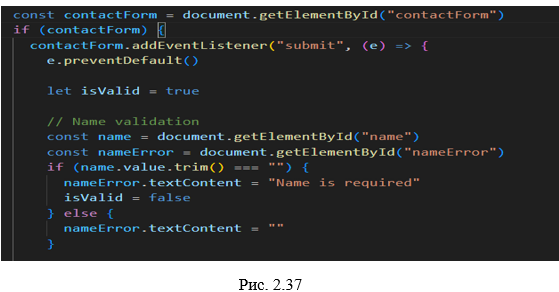 const contactForm = document.getElementById("contactForm")
if (contactForm) {
contactForm.addEventListener("submit", (e) => {
e.preventDefault()
let isValid = true
// Name validation
const name = document.getElementById("name")
const nameError = document.getElementById("nameError")
if (name.value.trim() === "") {
nameError.textContent = "Name is required"
isValid = false
} else {
nameError.textContent = ""
}
Рис. 2.37